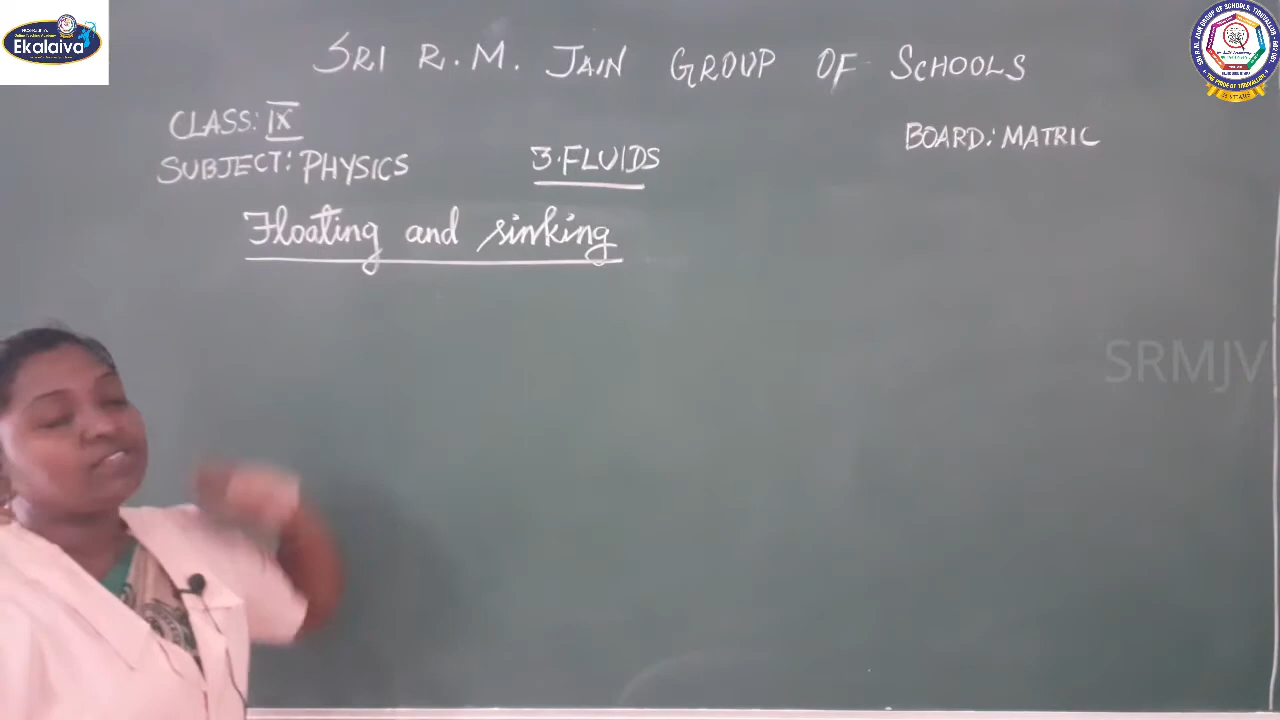 Ekalaiva
SRI R.M. JAIN GROUP OF SCHOOLS
CLASS: IX
BOARD: MATRIC
SUBJECT: PHYSICS
3. FLUIDS
Floating and sinking
SRMJV